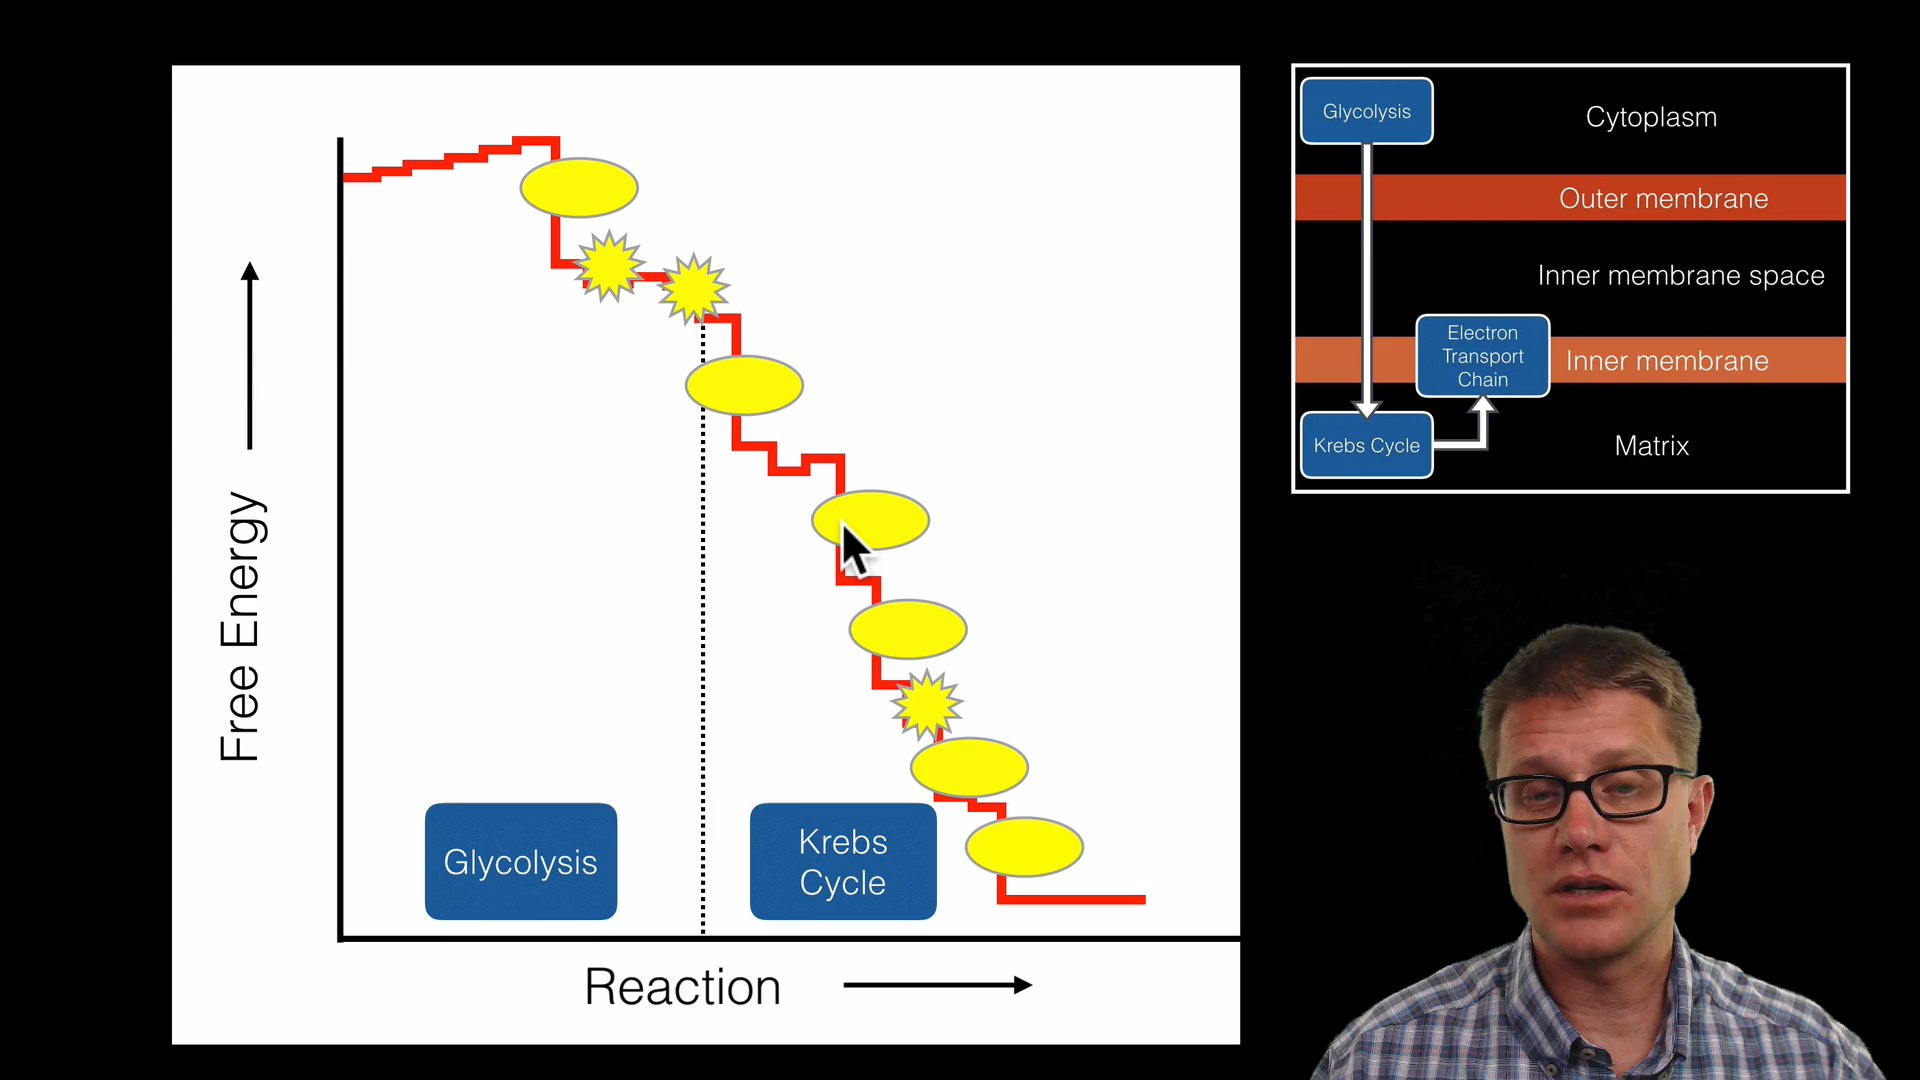 Free Energy
Glycolysis
Krebs
Cycle
Reaction
Glycolysis
Cytoplasm
Outer membrane
Inner membrane space
Electron
Transport
Chain
Inner membrane
Krebs Cycle
Matrix